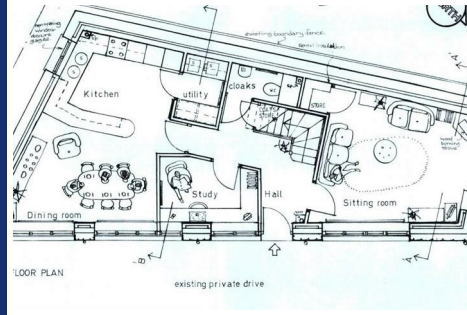 existing boundary fence
Kitchen
utility
cloaks
WC
STORE
Study
Hall
Sitting room
wood
burning
stove
Dining room
B
A
FLOOR PLAN
existing private drive